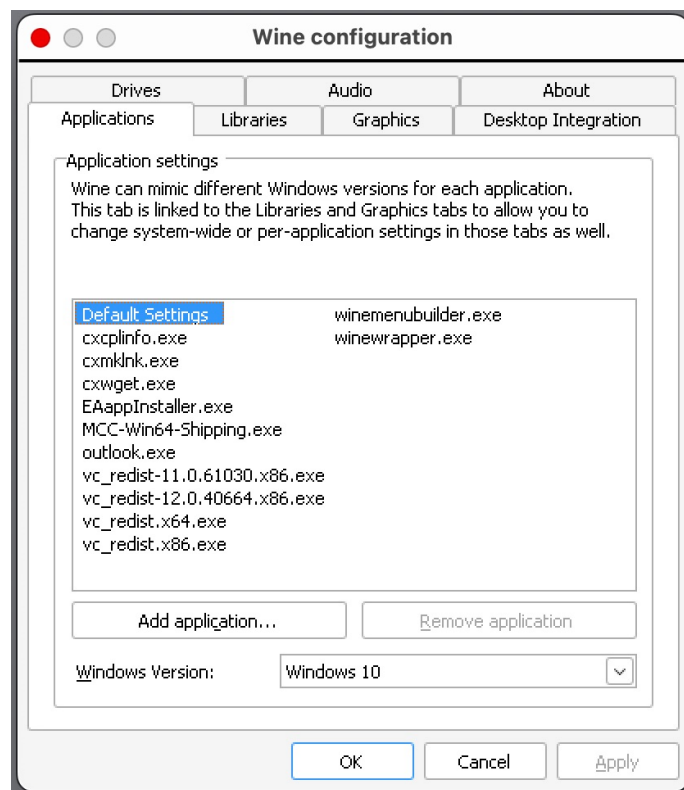 Wine configuration
Drives
Audio
About
Applications
Libraries
Graphics
Desktop Integration
Application settings
Wine can mimic different Windows versions for each application.
This tab is linked to the Libraries and Graphics tabs to allow you to
change system-wide or per-application settings in those tabs as well.
Default Settings
cxcplinfo.exe
cxmklnk.exe
cxwget.exe
EAappInstaller.exe
MCC-Win64-Shipping.exe
outlook.exe
vc_redist-11.0.61030.x86.exe
vc_redist-12.0.40664.x86.exe
vc_redist.x64.exe
vc_redist.x86.exe
winemenubuilder.exe
winewrapper.exe
Add application...
Remove application
Windows Version:
Windows 10
OK
Cancel
Apply